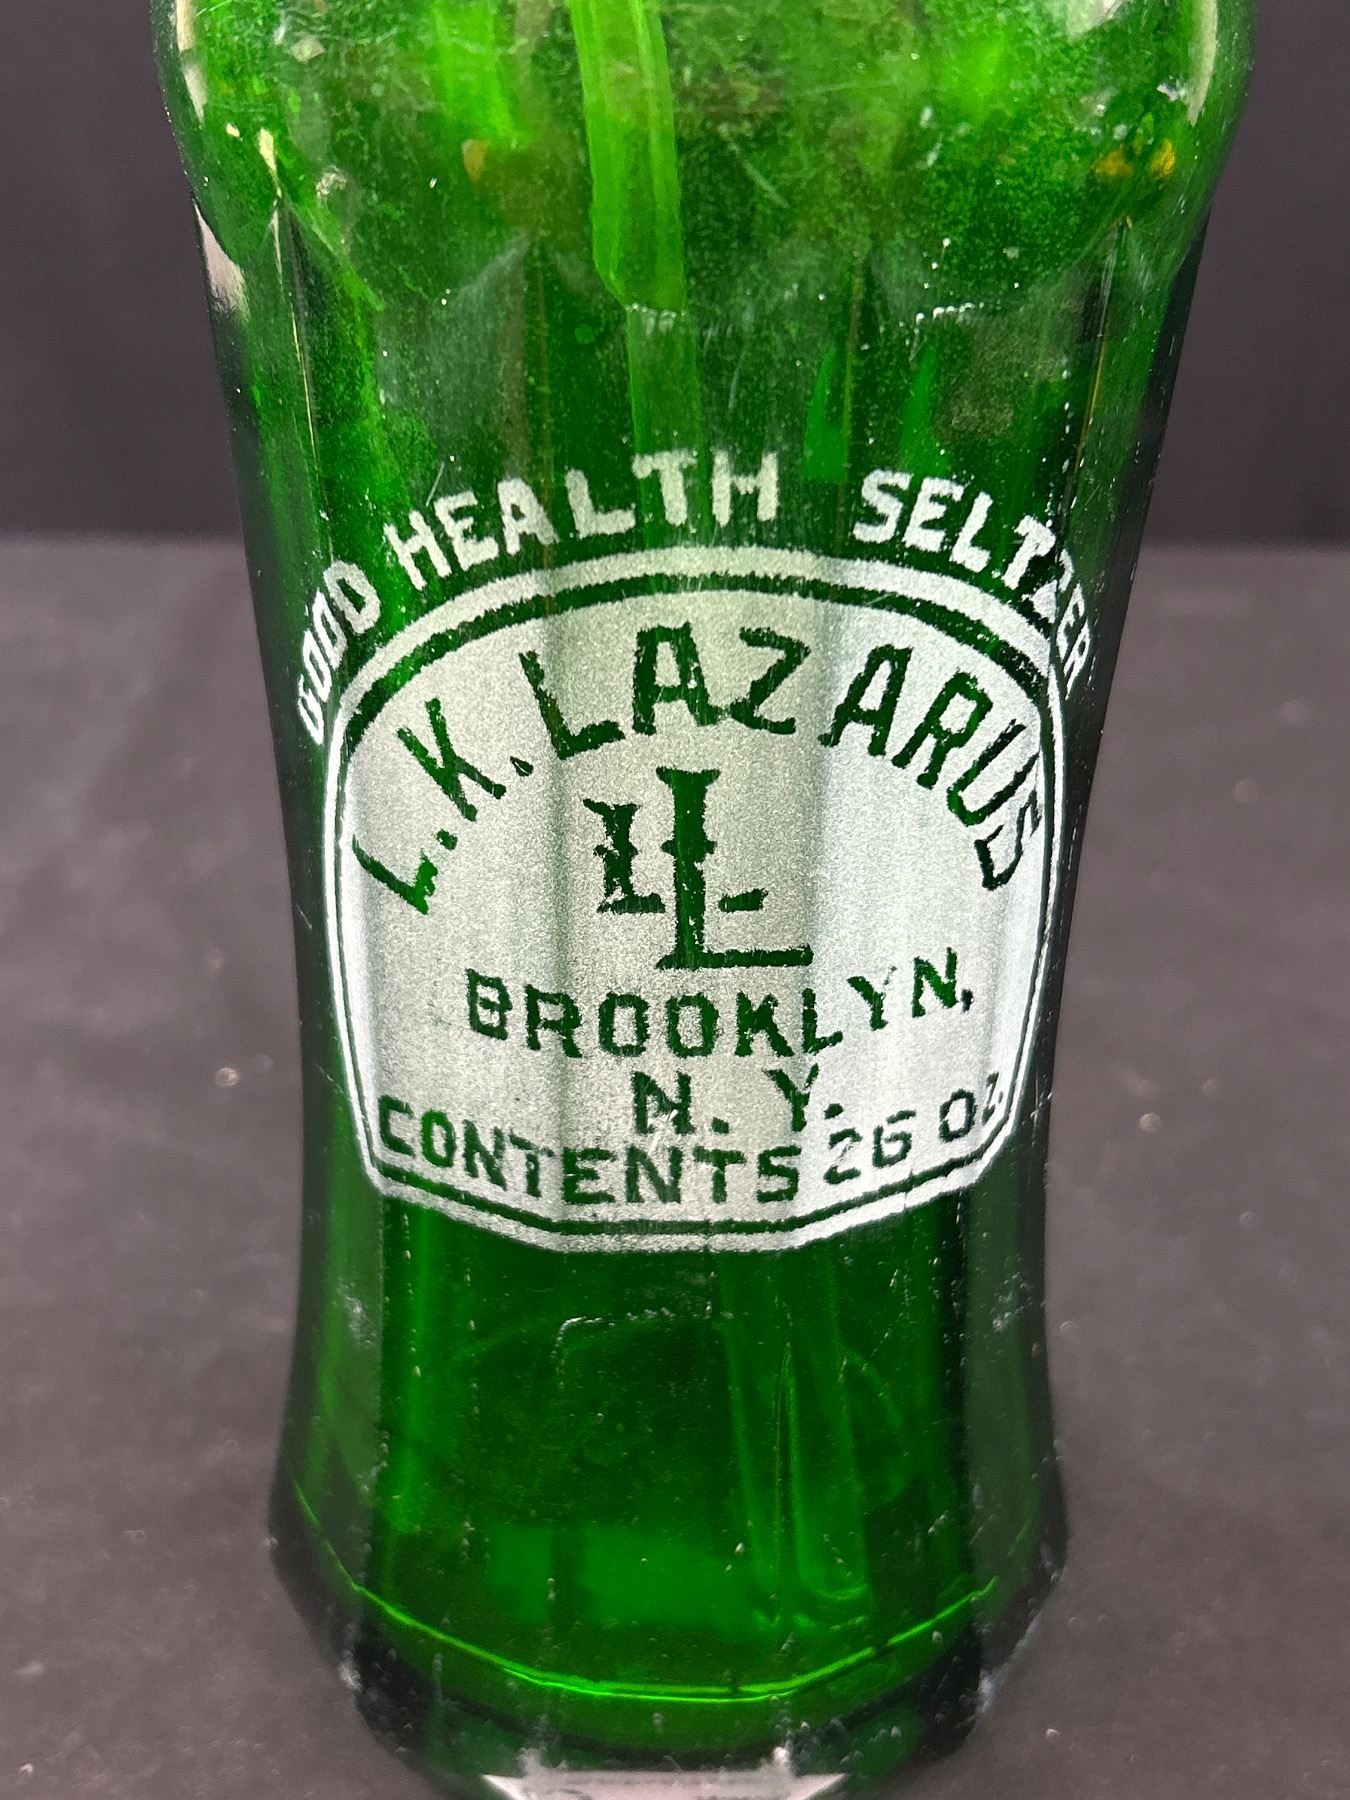 GOOD HEALTH SELTZER
L.K. LAZARUS
LL
BROOKLYN,
N. Y.
CONTENTS 26 OZ.